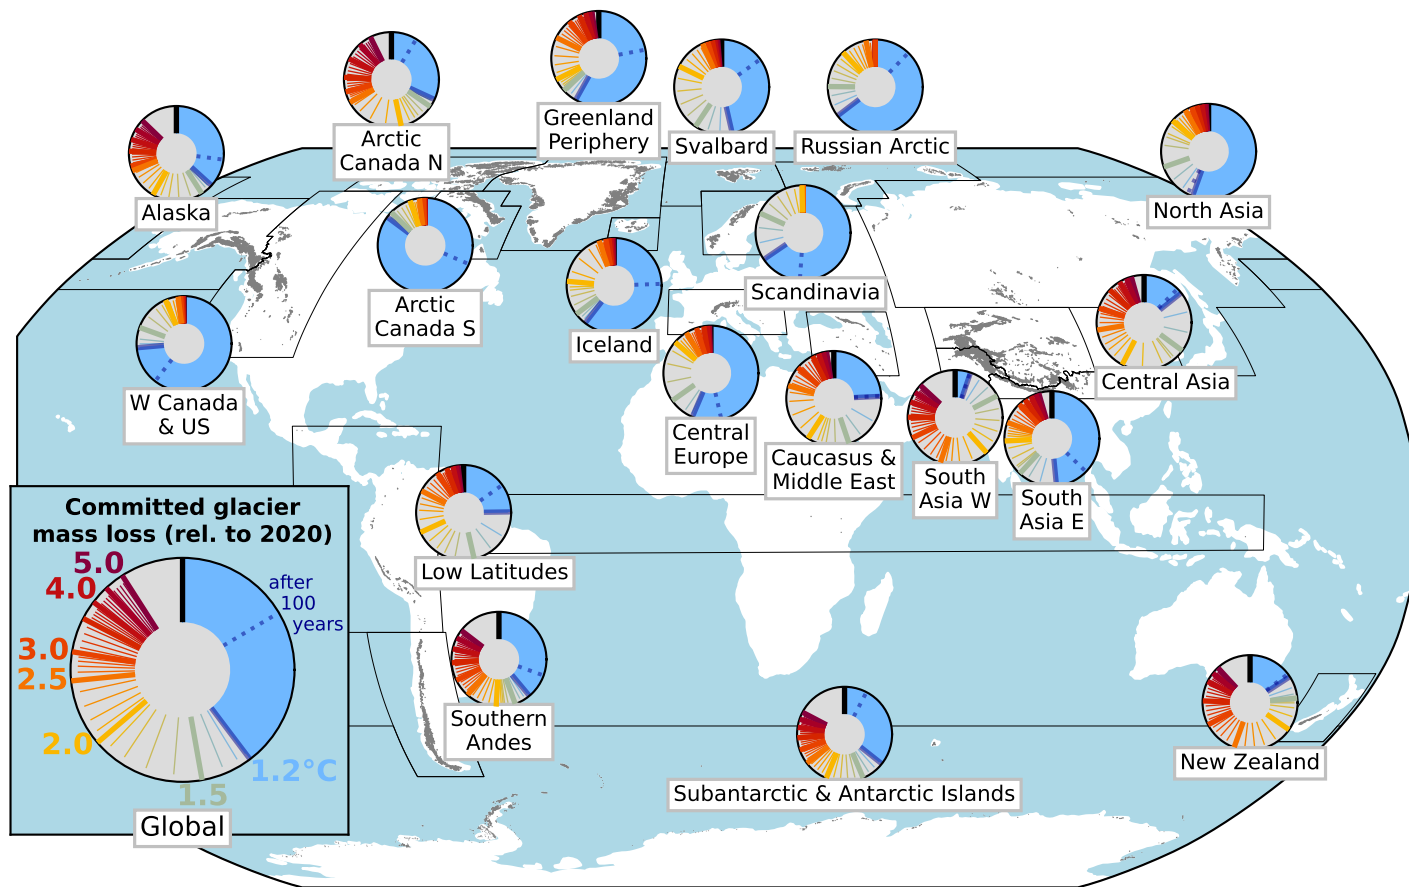 Greenland
Periphery
Arctic
Canada N
Svalbard
Russian Arctic
Alaska
North Asia
Arctic
Canada S
Scandinavia
Iceland
W Canada
& US
Central Asia
Central
Europe
Caucasus &
Middle East
South
Asia W
South
Asia E
Low Latitudes
Southern
Andes
New Zealand
Subantarctic & Antarctic Islands
Committed glacier
mass loss (rel. to 2020)
5.0
4.0
3.0
2.5
2.0
1.5
1.2°C
after
100
years
Global